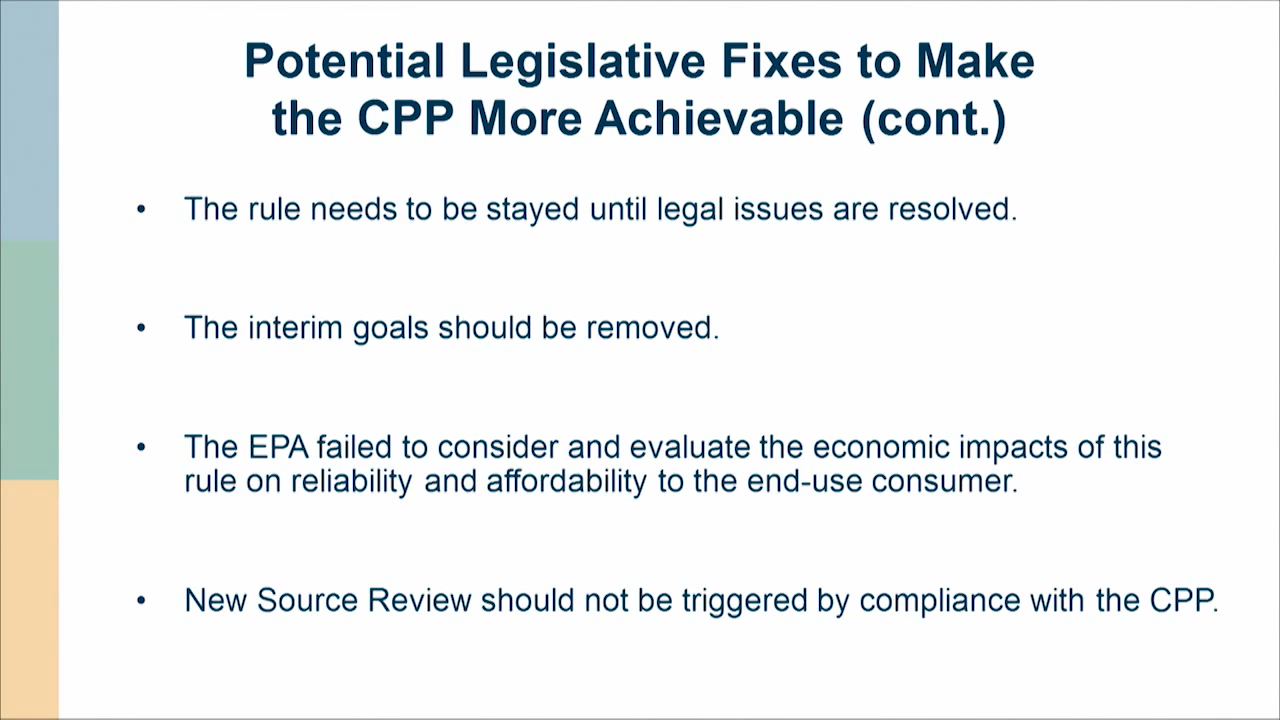 Potential Legislative Fixes to Make
the CPP More Achievable (cont.)
• The rule needs to be stayed until legal issues are resolved.
• The interim goals should be removed.
• The EPA failed to consider and evaluate the economic impacts of this
rule on reliability and affordability to the end-use consumer.
• New Source Review should not be triggered by compliance with the CPP.